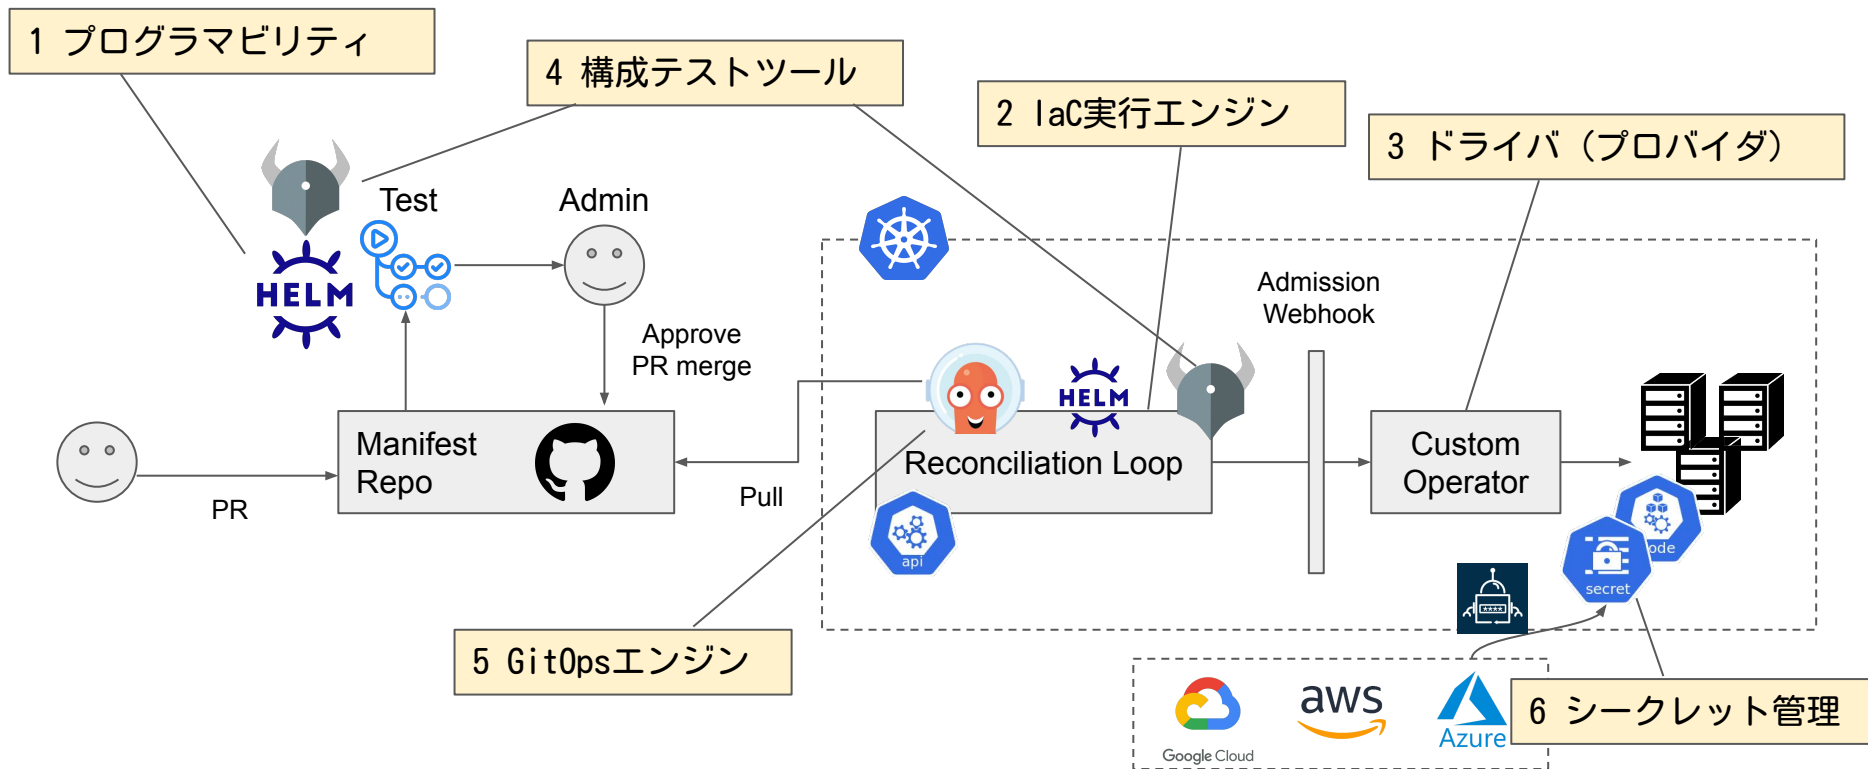 1 プログラマビリティ
4 構成テストツール
2 IaC実行エンジン
3 ドライバ（プロバイダ）
Test
Admin
HELM
Admission
Webhook
Approve
PR merge
HELM
Manifest
Repo
Reconciliation Loop
Custom
Operator
PR
Pull
api
node
secret
****
5 GitOpsエンジン
6 シークレット管理
Google Cloud
aws
Azure